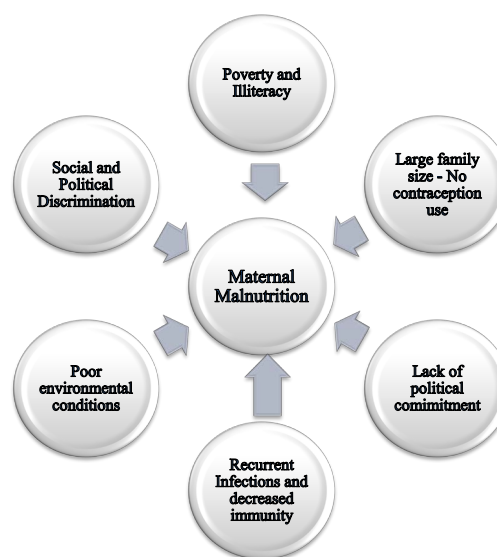 Poverty and
Illiteracy
Social and
Political
Discrimination
Large family
size - No
contraception
use
Maternal
Malnutrition
Poor
environmental
conditions
Lack of
political
comimitment
Recurrent
Infections and
decreased
immunity